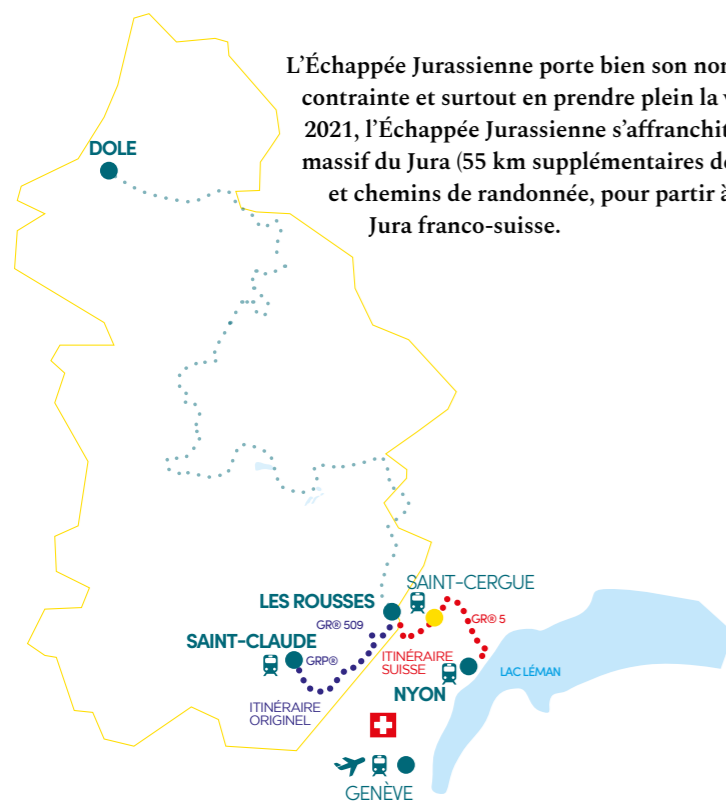 L’Échappée Jurassienne porte bien son nom
contrainte et surtout en prendre plein la
2021, l’Échappée Jurassienne s’affranchit
massif du Jura (55 km supplémentaires de
et chemins de randonnée, pour partir à
Jura franco-suisse.
DOLE
SAINT-CERGUE
LES ROUSSES
GR® 509
GR® 5
SAINT-CLAUDE
GRP®
ITINÉRAIRE
SUISSE
LAC LÉMAN
NYON
ITINÉRAIRE
ORIGINEL
GENÈVE